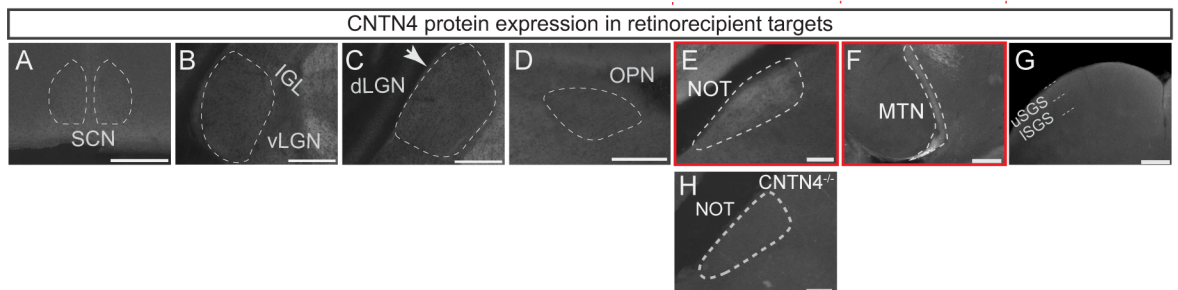 CNTN4 protein expression in retinorecipient targets
A
SCN
B
IGL
vLGN
C
dLGN
D
OPN
E
NOT
F
MTN
G
uSGS
lSGS
H
CNTN4-/-
NOT